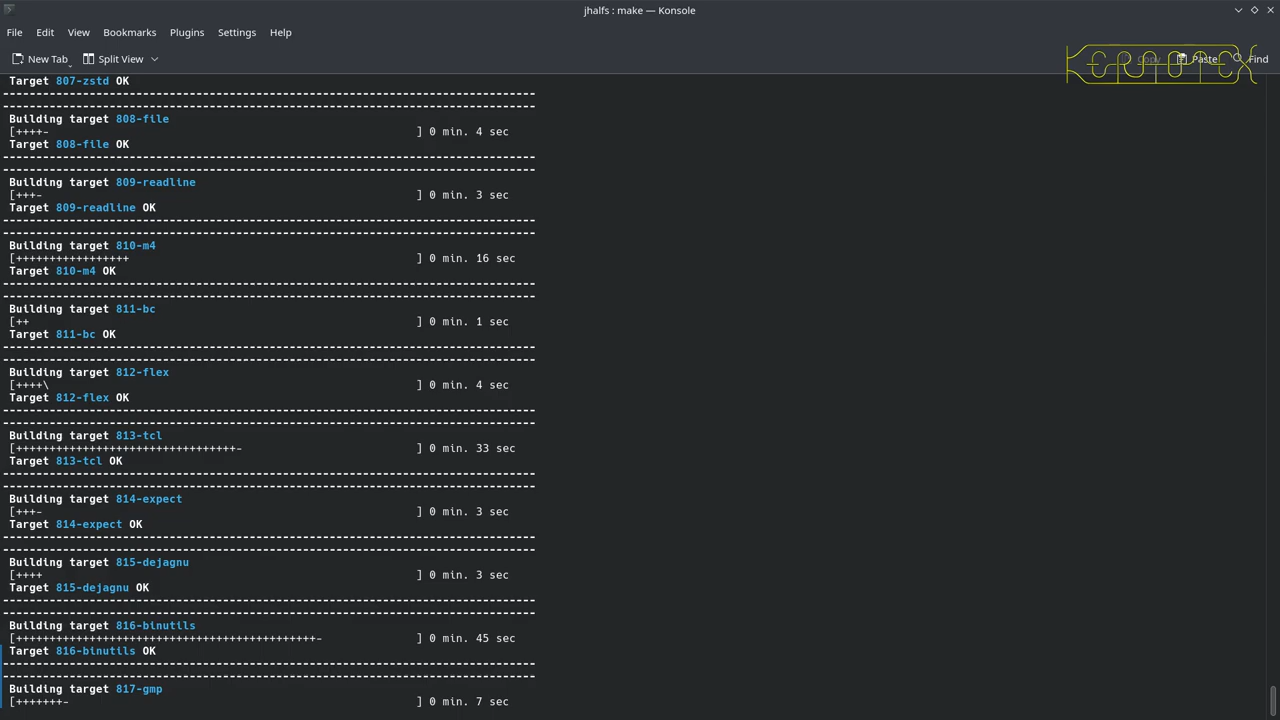 jhalfs : make — Konsole
File Edit View Bookmarks Plugins Settings Help
New Tab Split View Copy Paste Find
Target 807-zstd OK
--------------------------------------------------------------------------------
--------------------------------------------------------------------------------
Building target 808-file
[++++- ] 0 min. 4 sec
Target 808-file OK
--------------------------------------------------------------------------------
--------------------------------------------------------------------------------
Building target 809-readline
[+++- ] 0 min. 3 sec
Target 809-readline OK
--------------------------------------------------------------------------------
--------------------------------------------------------------------------------
Building target 810-m4
[+++++++++++++++++ ] 0 min. 16 sec
Target 810-m4 OK
--------------------------------------------------------------------------------
--------------------------------------------------------------------------------
Building target 811-bc
[++ ] 0 min. 1 sec
Target 811-bc OK
--------------------------------------------------------------------------------
--------------------------------------------------------------------------------
Building target 812-flex
[++++\ ] 0 min. 4 sec
Target 812-flex OK
--------------------------------------------------------------------------------
--------------------------------------------------------------------------------
Building target 813-tcl
[+++++++++++++++++++++++++++++++++- ] 0 min. 33 sec
Target 813-tcl OK
--------------------------------------------------------------------------------
--------------------------------------------------------------------------------
Building target 814-expect
[+++- ] 0 min. 3 sec
Target 814-expect OK
--------------------------------------------------------------------------------
--------------------------------------------------------------------------------
Building target 815-dejagnu
[++++ ] 0 min. 3 sec
Target 815-dejagnu OK
--------------------------------------------------------------------------------
--------------------------------------------------------------------------------
Building target 816-binutils
[+++++++++++++++++++++++++++++++++++++++++++++- ] 0 min. 45 sec
Target 816-binutils OK
--------------------------------------------------------------------------------
--------------------------------------------------------------------------------
Building target 817-gmp
[+++++++- ] 0 min. 7 sec